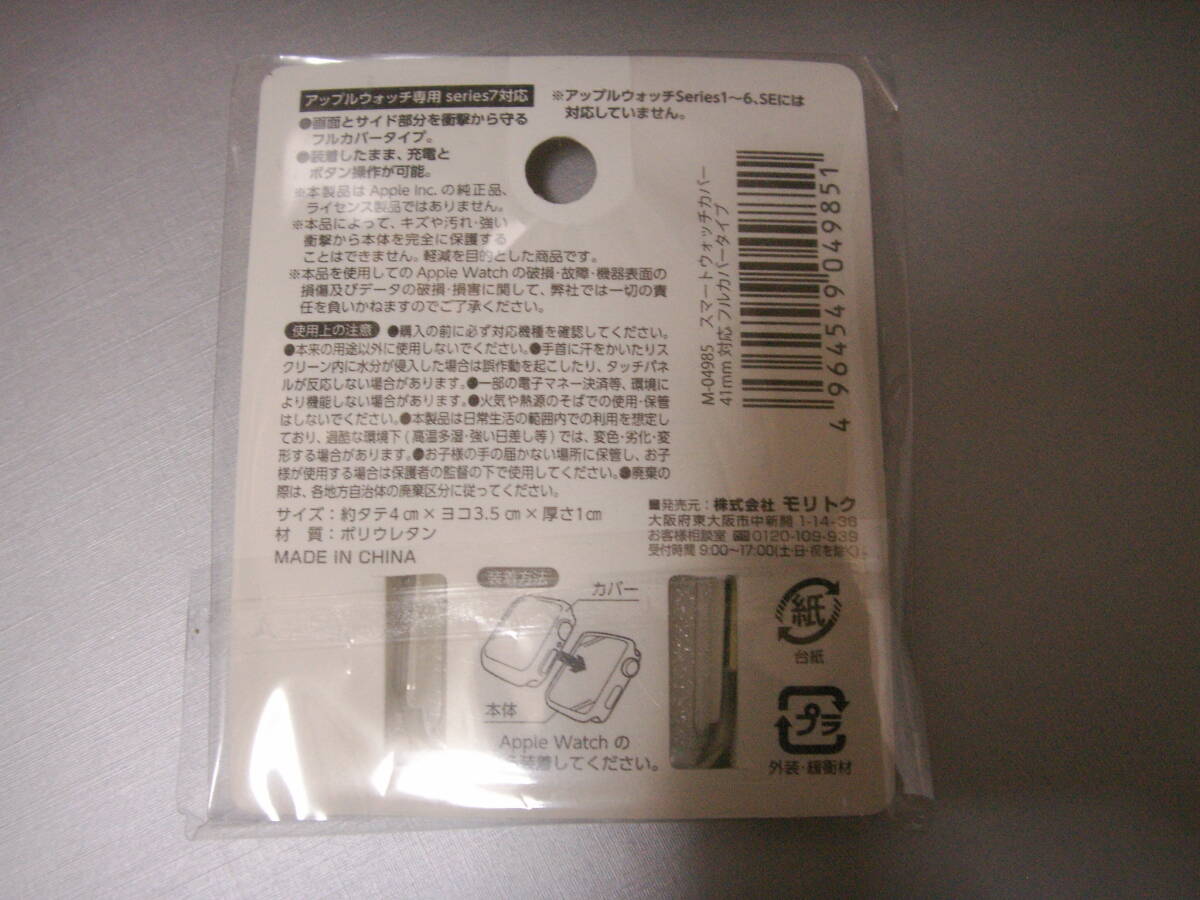 アップルウォッチ専用 series7対応
●画面とサイド部分を衝撃から守る
フルカバータイプ。
●装着したまま、充電と
ボタン操作が可能。
※本製品は Apple Inc. の純正品、
ライセンス製品ではありません。
※本品によって、キズや汚れ・強い
衝撃から本体を完全に保護する
ことはできません。軽減を目的とした商品です。
※本品を使用しての Apple Watch の破損・故障・機器表面の
損傷及びデータの破損・損害に関して、弊社では一切の責
任を負いかねますのでご了承ください。
※アップルウォッチSeries1～6、SEには
対応していません。
使用上の注意 ●購入の前に必ず対応機種を確認してください。
●本来の用途以外に使用しないでください。●手首に汗をかいたりス
クリーン内に水分が侵入した場合は誤作動を起こしたり、タッチパネ
ルが反応しない場合があります。●一部の電子マネー決済等、環境に
より機能しない場合があります。●火気や熱源のそばでの使用・保管
はしないでください。●本製品は日常生活の範囲内での利用を想定し
ており、過酷な環境下(高温多湿・強い日差し等)では、変色・劣化・変
形する場合があります。●お子様の手の届かない場所に保管し、お子
様が使用する場合は保護者の監督の下で使用してください。●廃棄の
際は、各地方自治体の廃棄区分に従ってください。
サイズ：約タテ4㎝×ヨコ3.5㎝×厚さ1㎝
材 質：ポリウレタン
MADE IN CHINA
M-04985 スマートウォッチカバー
41mm 対応 フルカバータイプ
4 964549 049851
■発売元：株式会社 モリトク
大阪府東大阪市中新開 1-14-36
お客様相談室 0120-109-939
受付時間 9:00〜17:00(土・日・祝を除く)
装着方法
カバー
本体
Apple Watch の
装着してください。
紙
台紙
プラ
外装・緩衝材